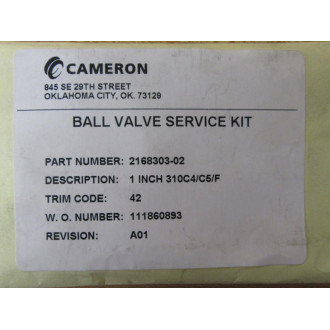 CAMERON
845 SE 29TH STREET
OKLAHOMA CITY, OK. 73129
BALL VALVE SERVICE KIT
PART NUMBER: 2168303-02
DESCRIPTION: 1 INCH 310C4/C5/F
TRIM CODE: 42
W. O. NUMBER: 111860893
REVISION: A01